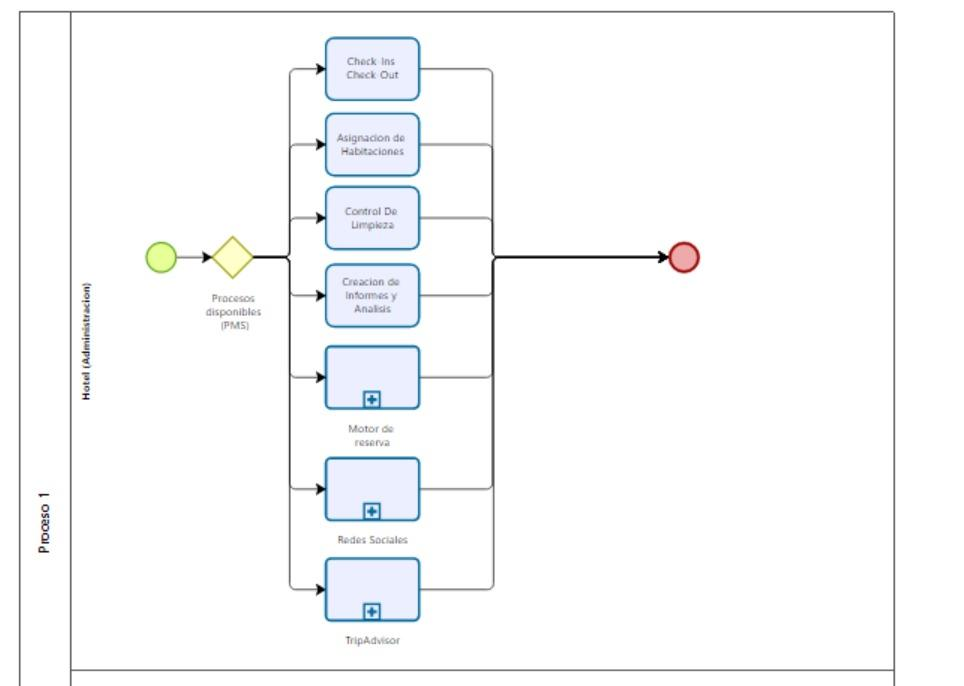 Check Ins
Check Out
Asignacion de
Habitaciones
Control De
Limpieza
Creacion de
Informes y
Analisis
Procesos
disponibles
(PMS)
Motor de
reserva
Redes Sociales
TripAdvisor
Hotel (Administracion)
Proceso 1